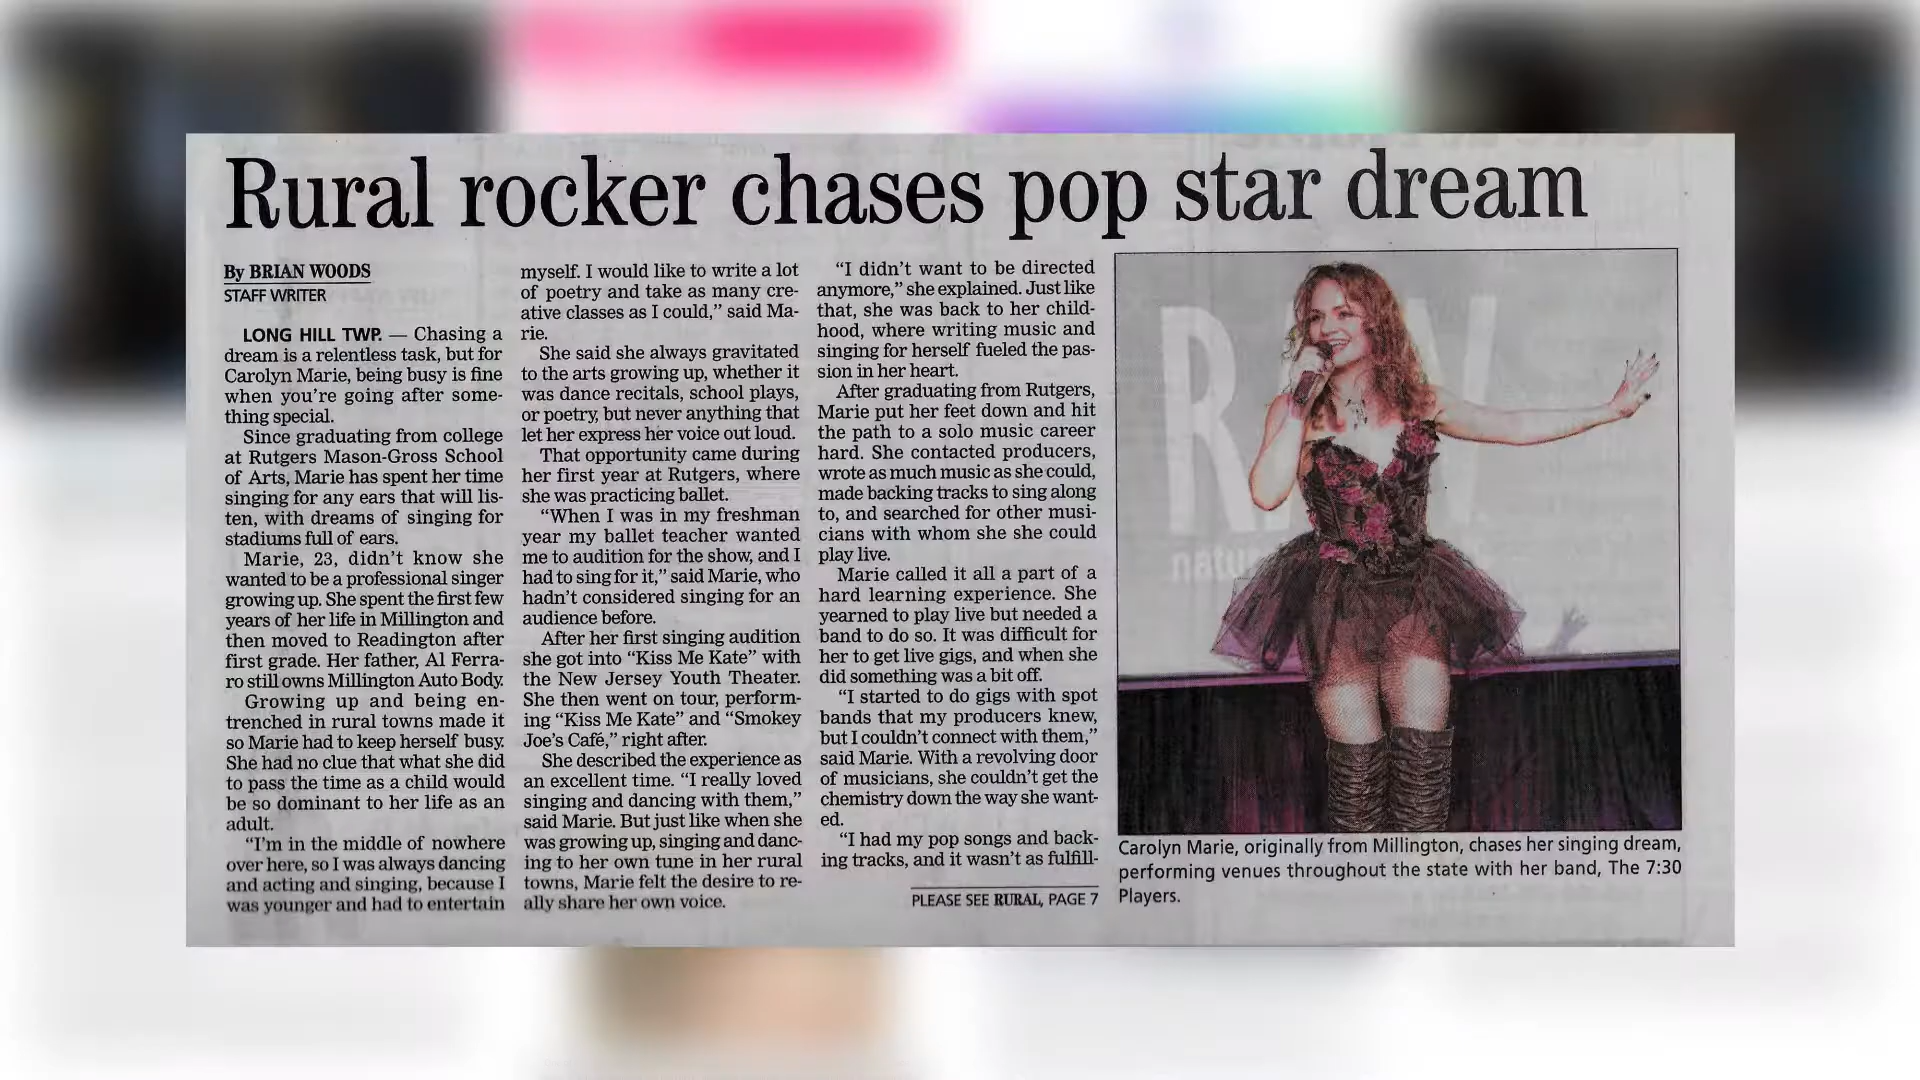 Rural rocker chases pop star dream
By BRIAN WOODS
STAFF WRITER
LONG HILL TWP. — Chasing a
dream is a relentless task, but for
Carolyn Marie, being busy is fine
when you're going after some-
thing special.
Since graduating from college
at Rutgers Mason-Gross School
of Arts, Marie has spent her time
singing for any ears that will lis-
ten, with dreams of singing for
stadiums full of ears.
Marie, 23, didn't know she
wanted to be a professional singer
growing up. She spent the first few
years of her life in Millington and
then moved to Readington after
first grade. Her father, Al Ferra-
ro still owns Millington Auto Body.
Growing up and being en-
trenched in rural towns made it
so Marie had to keep herself busy.
She had no clue that what she did
to pass the time as a child would
be so dominant to her life as an
adult.
"I'm in the middle of nowhere
over here, so I was always dancing
and acting and singing, because I
was younger and had to entertain
myself. I would like to write a lot
of poetry and take as many cre-
ative classes as I could," said Ma-
rie.
She said she always gravitated
to the arts growing up, whether it
was dance recitals, school plays,
or poetry, but never anything that
let her express her voice out loud.
That opportunity came during
her first year at Rutgers, where
she was practicing ballet.
"When I was in my freshman
year my ballet teacher wanted
me to audition for the show, and I
had to sing for it," said Marie, who
hadn't considered singing for an
audience before.
After her first singing audition
she got into "Kiss Me Kate" with
the New Jersey Youth Theater.
She then went on tour, perform-
ing "Kiss Me Kate" and "Smokey
Joe's Café," right after.
She described the experience as
an excellent time. "I really loved
singing and dancing with them,"
said Marie. But just like when she
was growing up, singing and danc-
ing to her own tune in her rural
towns, Marie felt the desire to re-
ally share her own voice.
"I didn't want to be directed
anymore," she explained. Just like
that, she was back to her child-
hood, where writing music and
singing for herself fueled the pas-
sion in her heart.
After graduating from Rutgers,
Marie put her feet down and hit
the path to a solo music career
hard. She contacted producers,
wrote as much music as she could,
made backing tracks to sing along
to, and searched for other musi-
cians with whom she she could
play live.
Marie called it all a part of a
hard learning experience. She
yearned to play live but needed a
band to do so. It was difficult for
her to get live gigs, and when she
did something was a bit off.
"I started to do gigs with spot
bands that my producers knew,
but I couldn't connect with them,"
said Marie. With a revolving door
of musicians, she couldn't get the
chemistry down the way she want-
ed.
"I had my pop songs and back-
ing tracks, and it wasn't as fulfill-
PLEASE SEE RURAL, PAGE 7
Carolyn Marie, originally from Millington, chases her singing dream,
performing venues throughout the state with her band, The 7:30
Players.